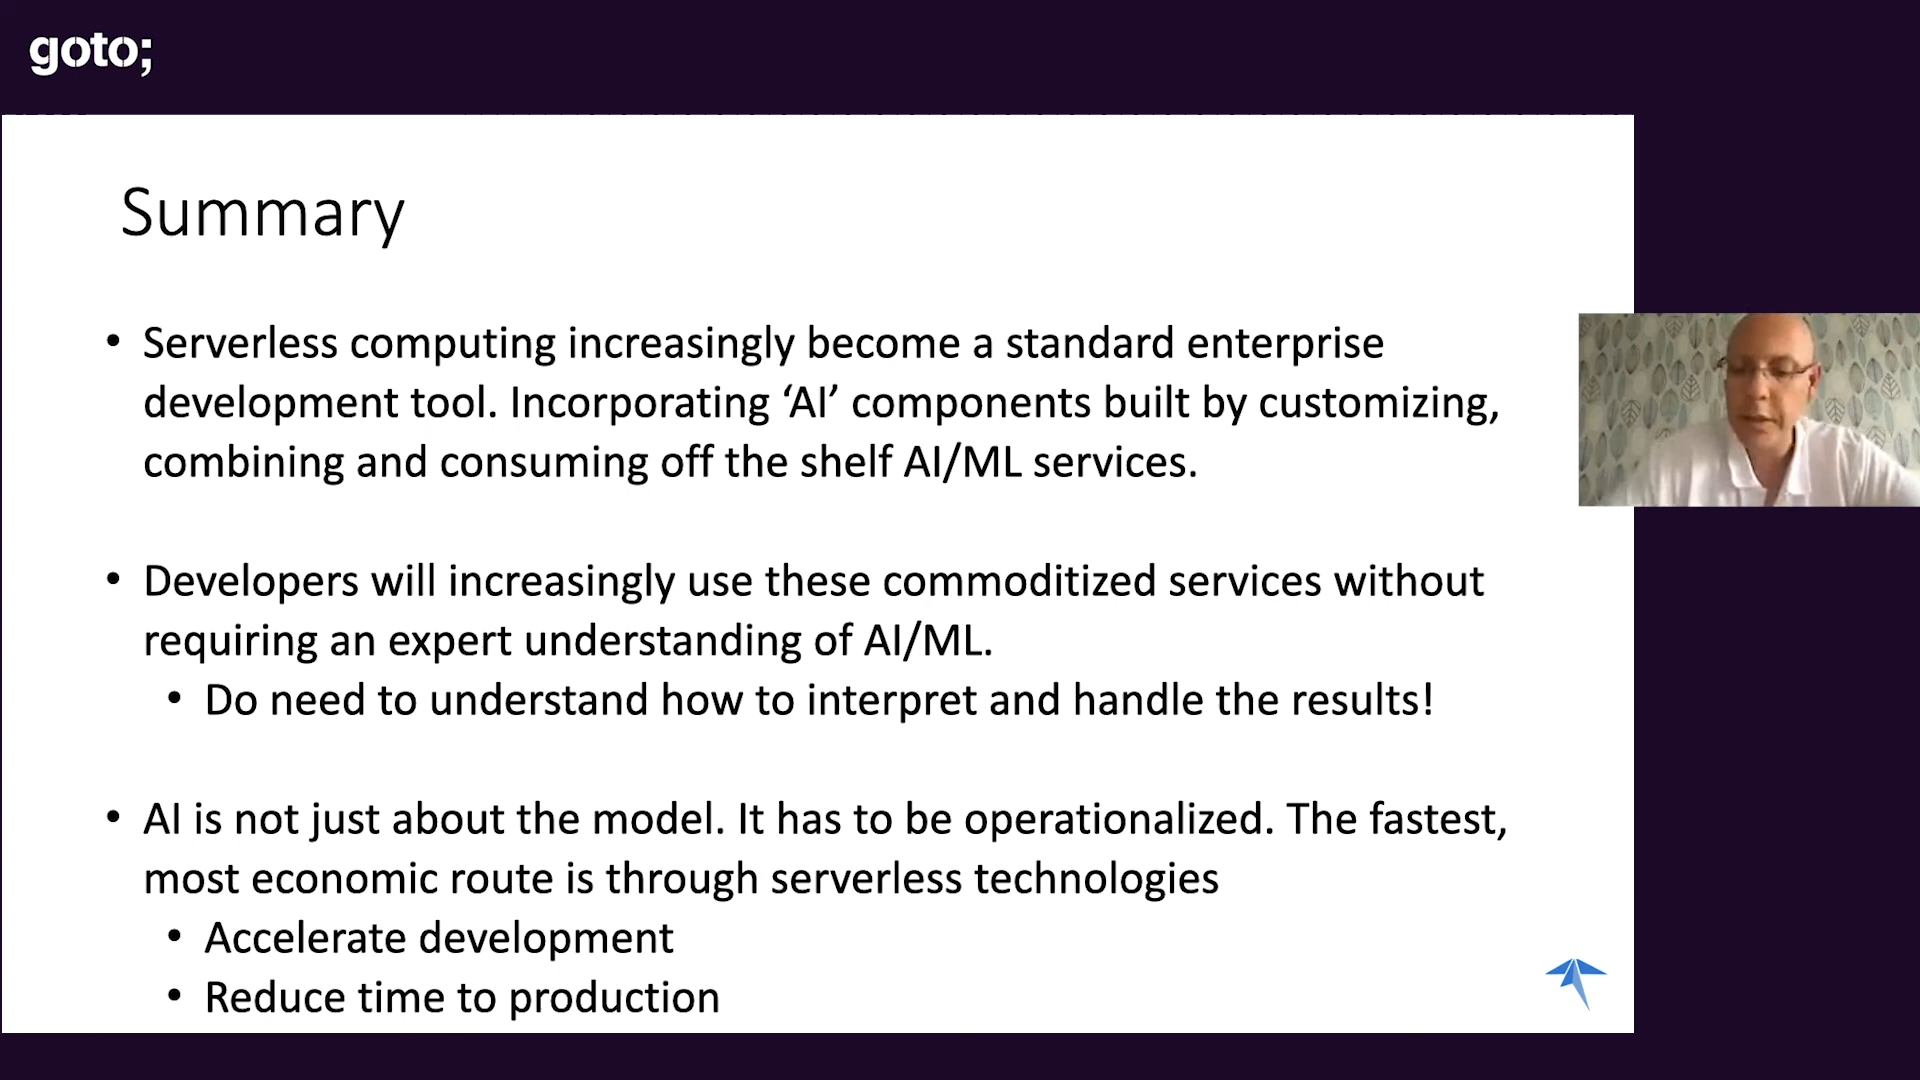 goto;
Summary
• Serverless computing increasingly become a standard enterprise
development tool. Incorporating ‘AI’ components built by customizing,
combining and consuming off the shelf AI/ML services.
• Developers will increasingly use these commoditized services without
requiring an expert understanding of AI/ML.
• Do need to understand how to interpret and handle the results!
• AI is not just about the model. It has to be operationalized. The fastest,
most economic route is through serverless technologies
• Accelerate development
• Reduce time to production